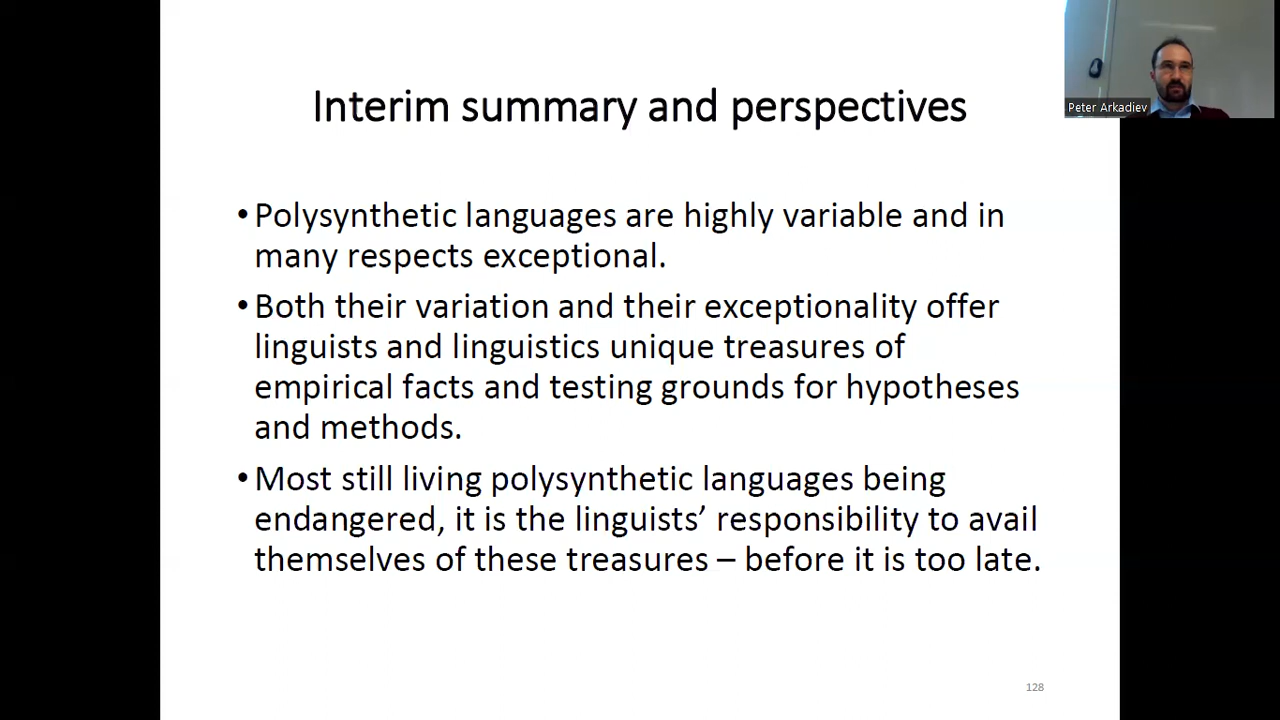 Interim summary and perspectives
Peter Arkadiev
• Polysynthetic languages are highly variable and in
many respects exceptional.
• Both their variation and their exceptionality offer
linguists and linguistics unique treasures of
empirical facts and testing grounds for hypotheses
and methods.
• Most still living polysynthetic languages being
endangered, it is the linguists’ responsibility to avail
themselves of these treasures – before it is too late.
128